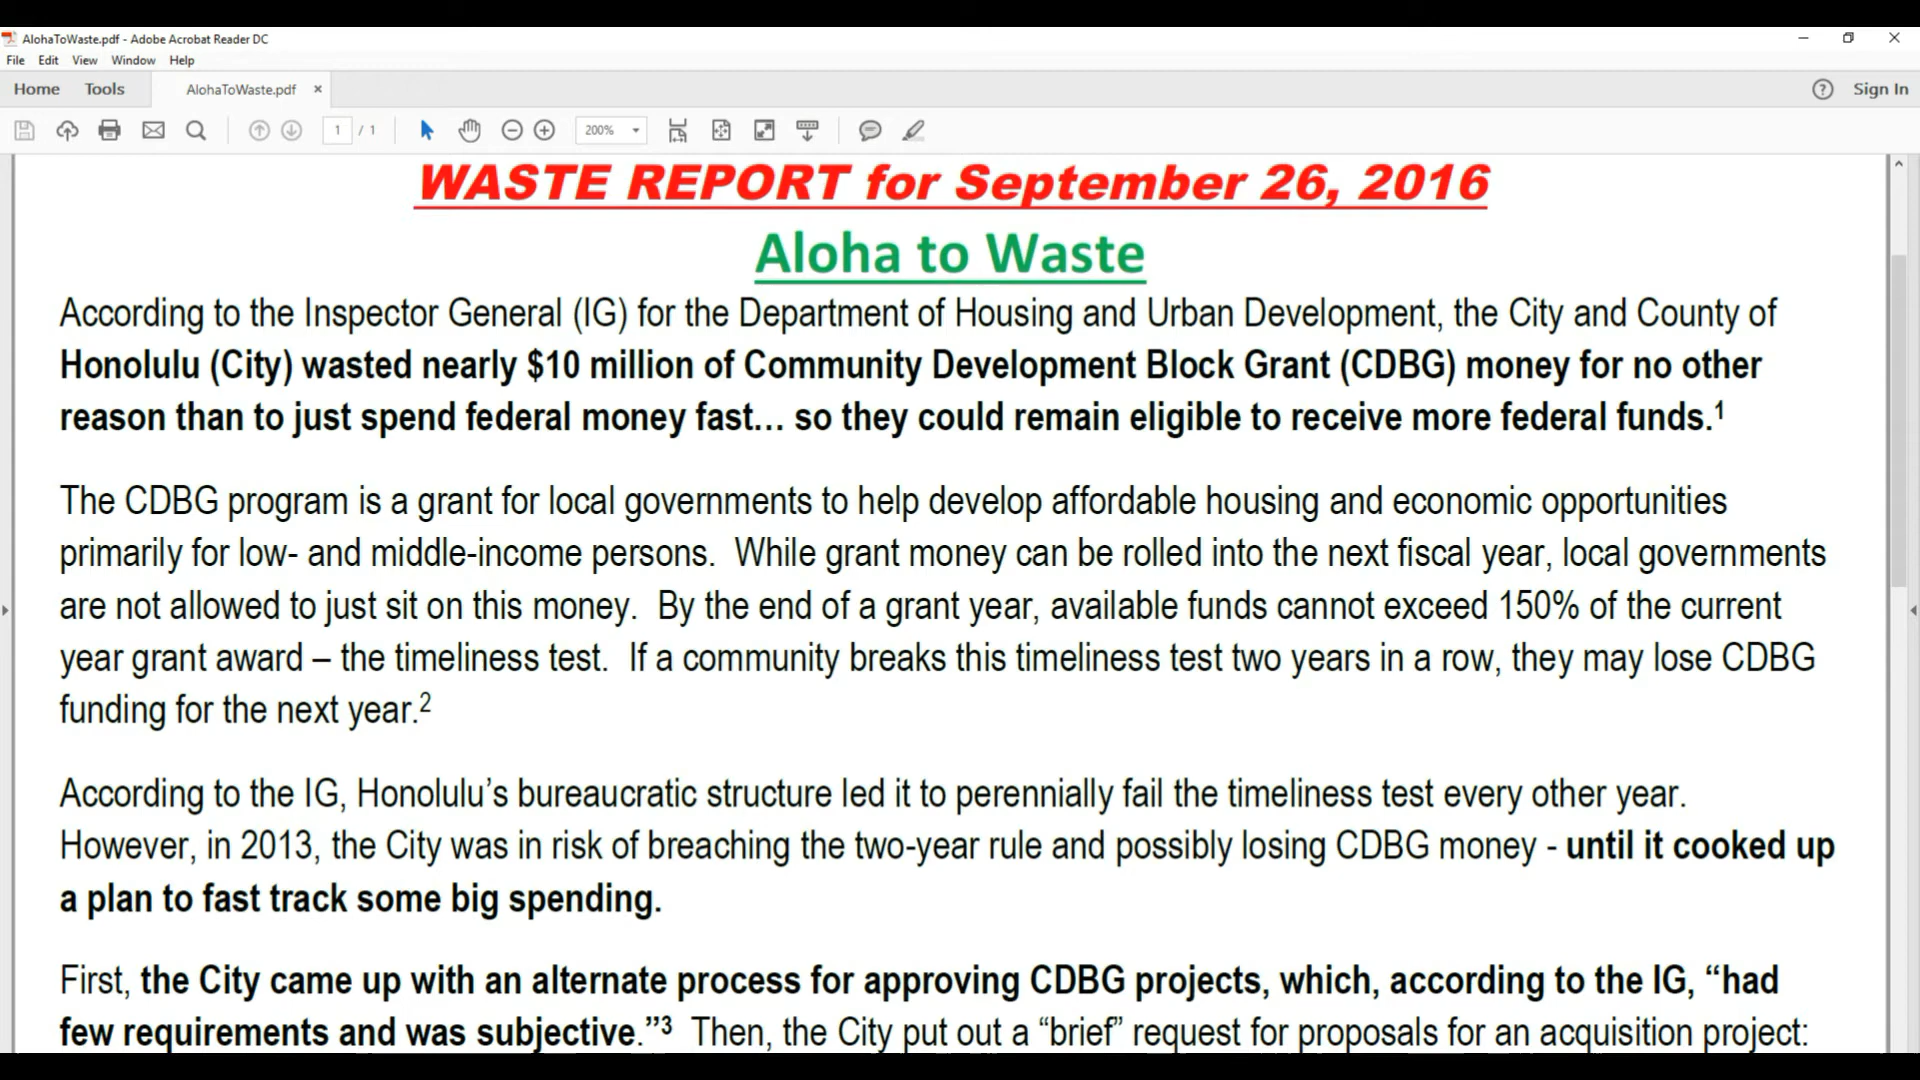 AlohaToWaste.pdf - Adobe Acrobat Reader DC
File Edit View Window Help
Home Tools AlohaToWaste.pdf × ? Sign In
1 / 1 200%
WASTE REPORT for September 26, 2016
Aloha to Waste
According to the Inspector General (IG) for the Department of Housing and Urban Development, the City and County of
Honolulu (City) wasted nearly $10 million of Community Development Block Grant (CDBG) money for no other
reason than to just spend federal money fast… so they could remain eligible to receive more federal funds.¹
The CDBG program is a grant for local governments to help develop affordable housing and economic opportunities
primarily for low- and middle-income persons.  While grant money can be rolled into the next fiscal year, local governments
are not allowed to just sit on this money.  By the end of a grant year, available funds cannot exceed 150% of the current
year grant award – the timeliness test.  If a community breaks this timeliness test two years in a row, they may lose CDBG
funding for the next year.²
According to the IG, Honolulu’s bureaucratic structure led it to perennially fail the timeliness test every other year.
However, in 2013, the City was in risk of breaching the two-year rule and possibly losing CDBG money - until it cooked up
a plan to fast track some big spending.
First, the City came up with an alternate process for approving CDBG projects, which, according to the IG, “had
few requirements and was subjective.”³  Then, the City put out a “brief” request for proposals for an acquisition project: